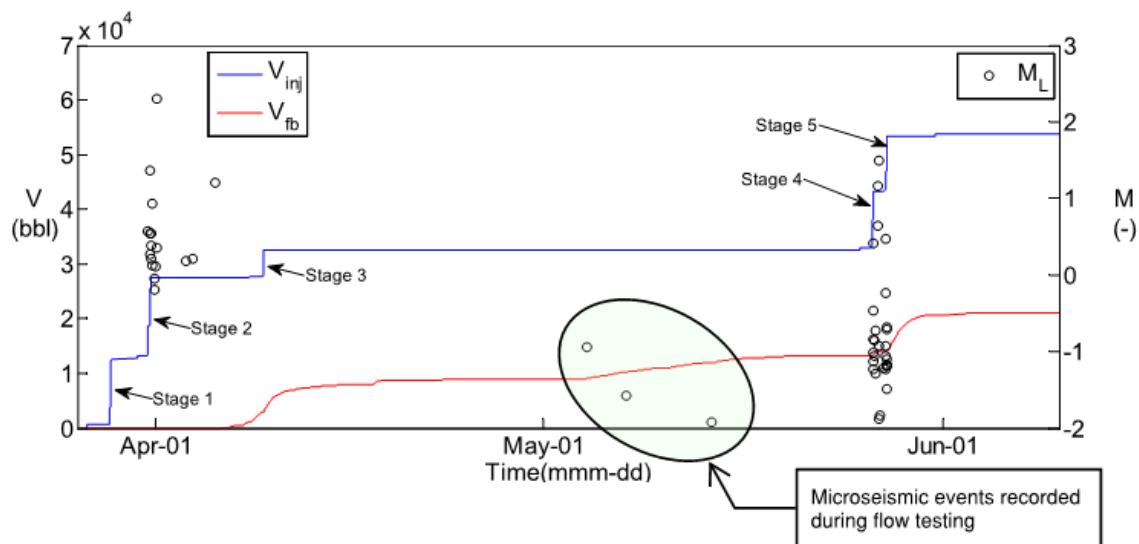 7 x 10⁴
6
5
4
3
2
1
0
V
(bbl)
V_inj
V_fb
M_L
3
2
1
0
-1
-2
M
(-)
Stage 1
Stage 2
Stage 3
Stage 4
Stage 5
Apr-01
May-01
Jun-01
Time(mmm-dd)
Microseismic events recorded
during flow testing